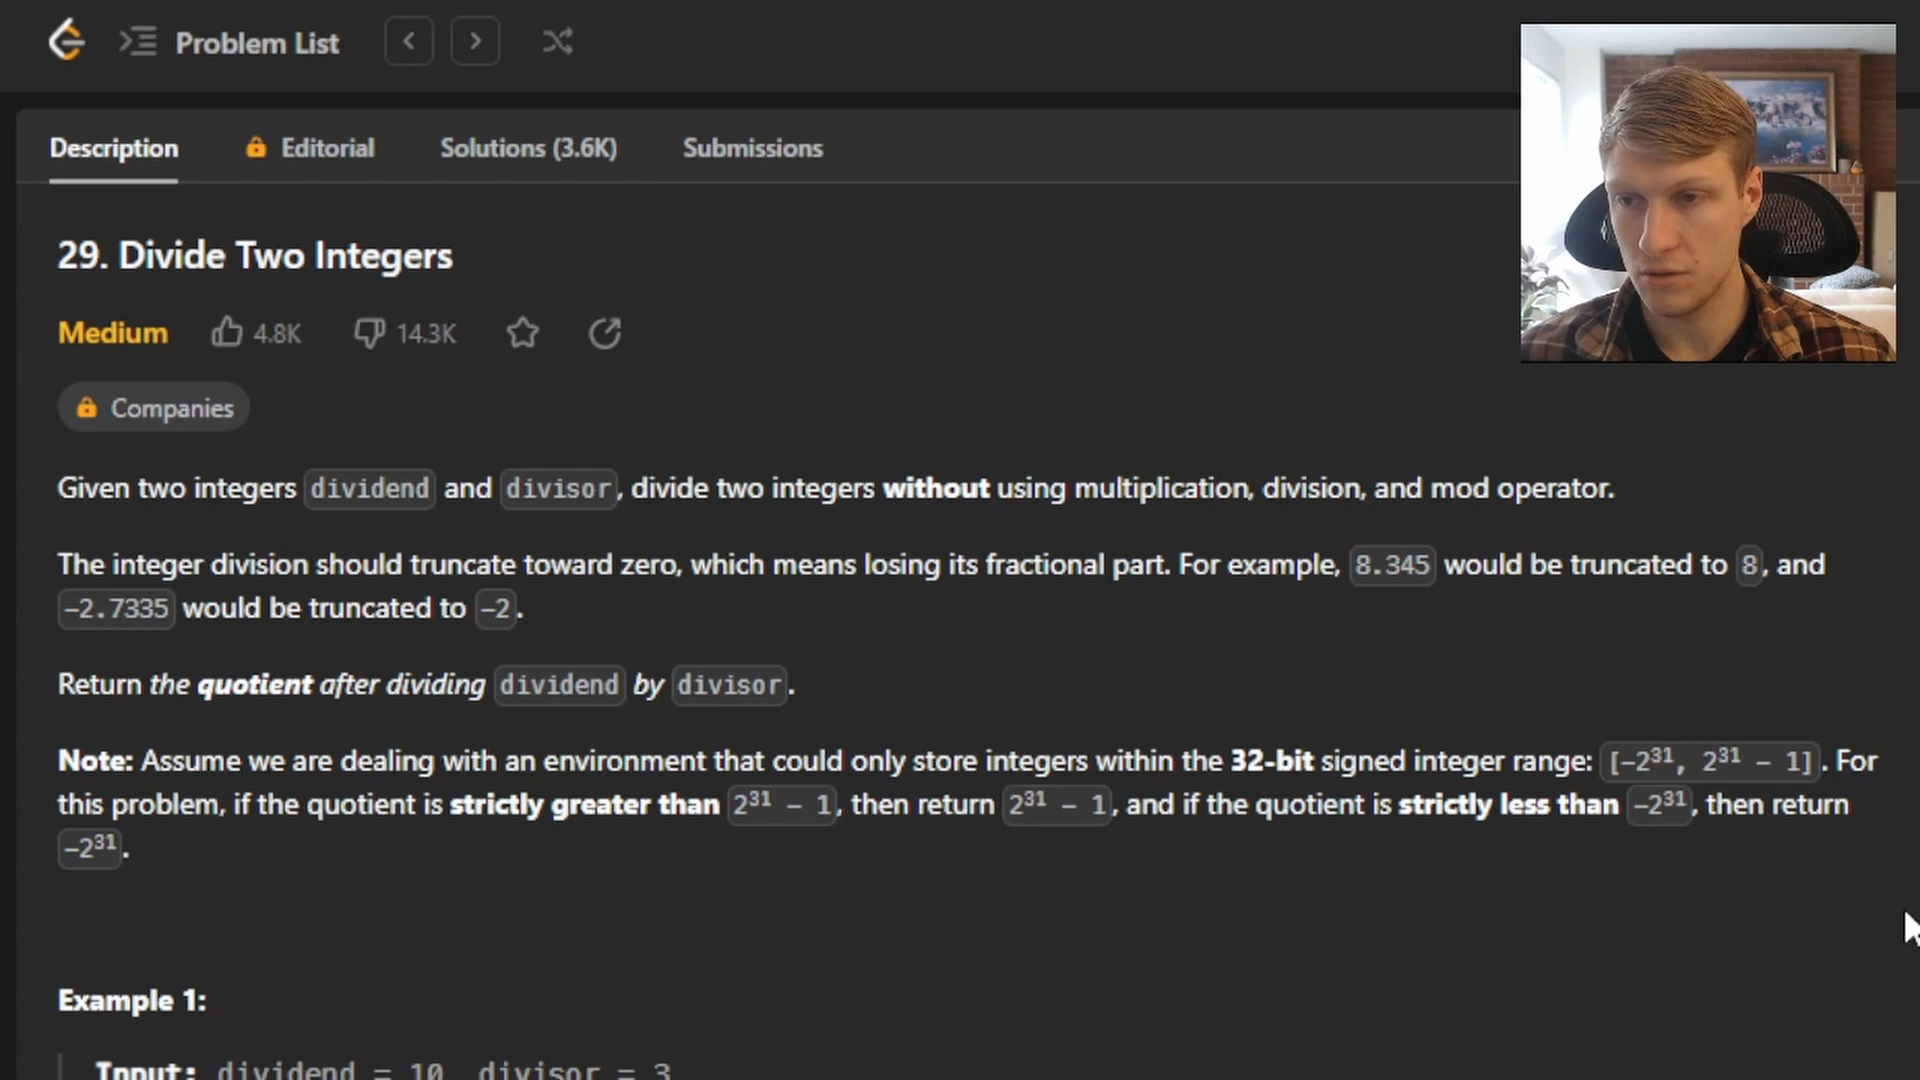 Problem List
Description Editorial Solutions (3.6K) Submissions
29. Divide Two Integers
Medium 4.8K 14.3K
Companies
Given two integers dividend and divisor, divide two integers without using multiplication, division, and mod operator.
The integer division should truncate toward zero, which means losing its fractional part. For example, 8.345 would be truncated to 8, and
-2.7335 would be truncated to -2.
Return the quotient after dividing dividend by divisor.
Note: Assume we are dealing with an environment that could only store integers within the 32-bit signed integer range: [−2³¹, 2³¹ − 1]. For
this problem, if the quotient is strictly greater than 2³¹ − 1, then return 2³¹ − 1, and if the quotient is strictly less than −2³¹, then return
−2³¹.
Example 1:
Input: dividend = 10, divisor = 3